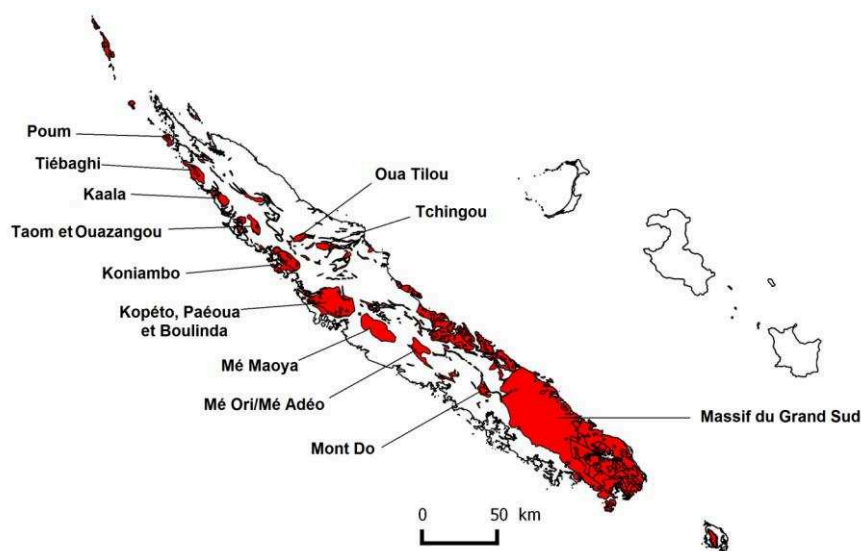 Poum
Tiébaghi
Kaala
Taom et Ouazangou
Koniambo
Kopéto, Paéoua
et Boulinda
Mé Maoya
Mé Ori/Mé Adéo
Mont Do
Oua Tilou
Tchingou
Massif du Grand Sud
0 50 km